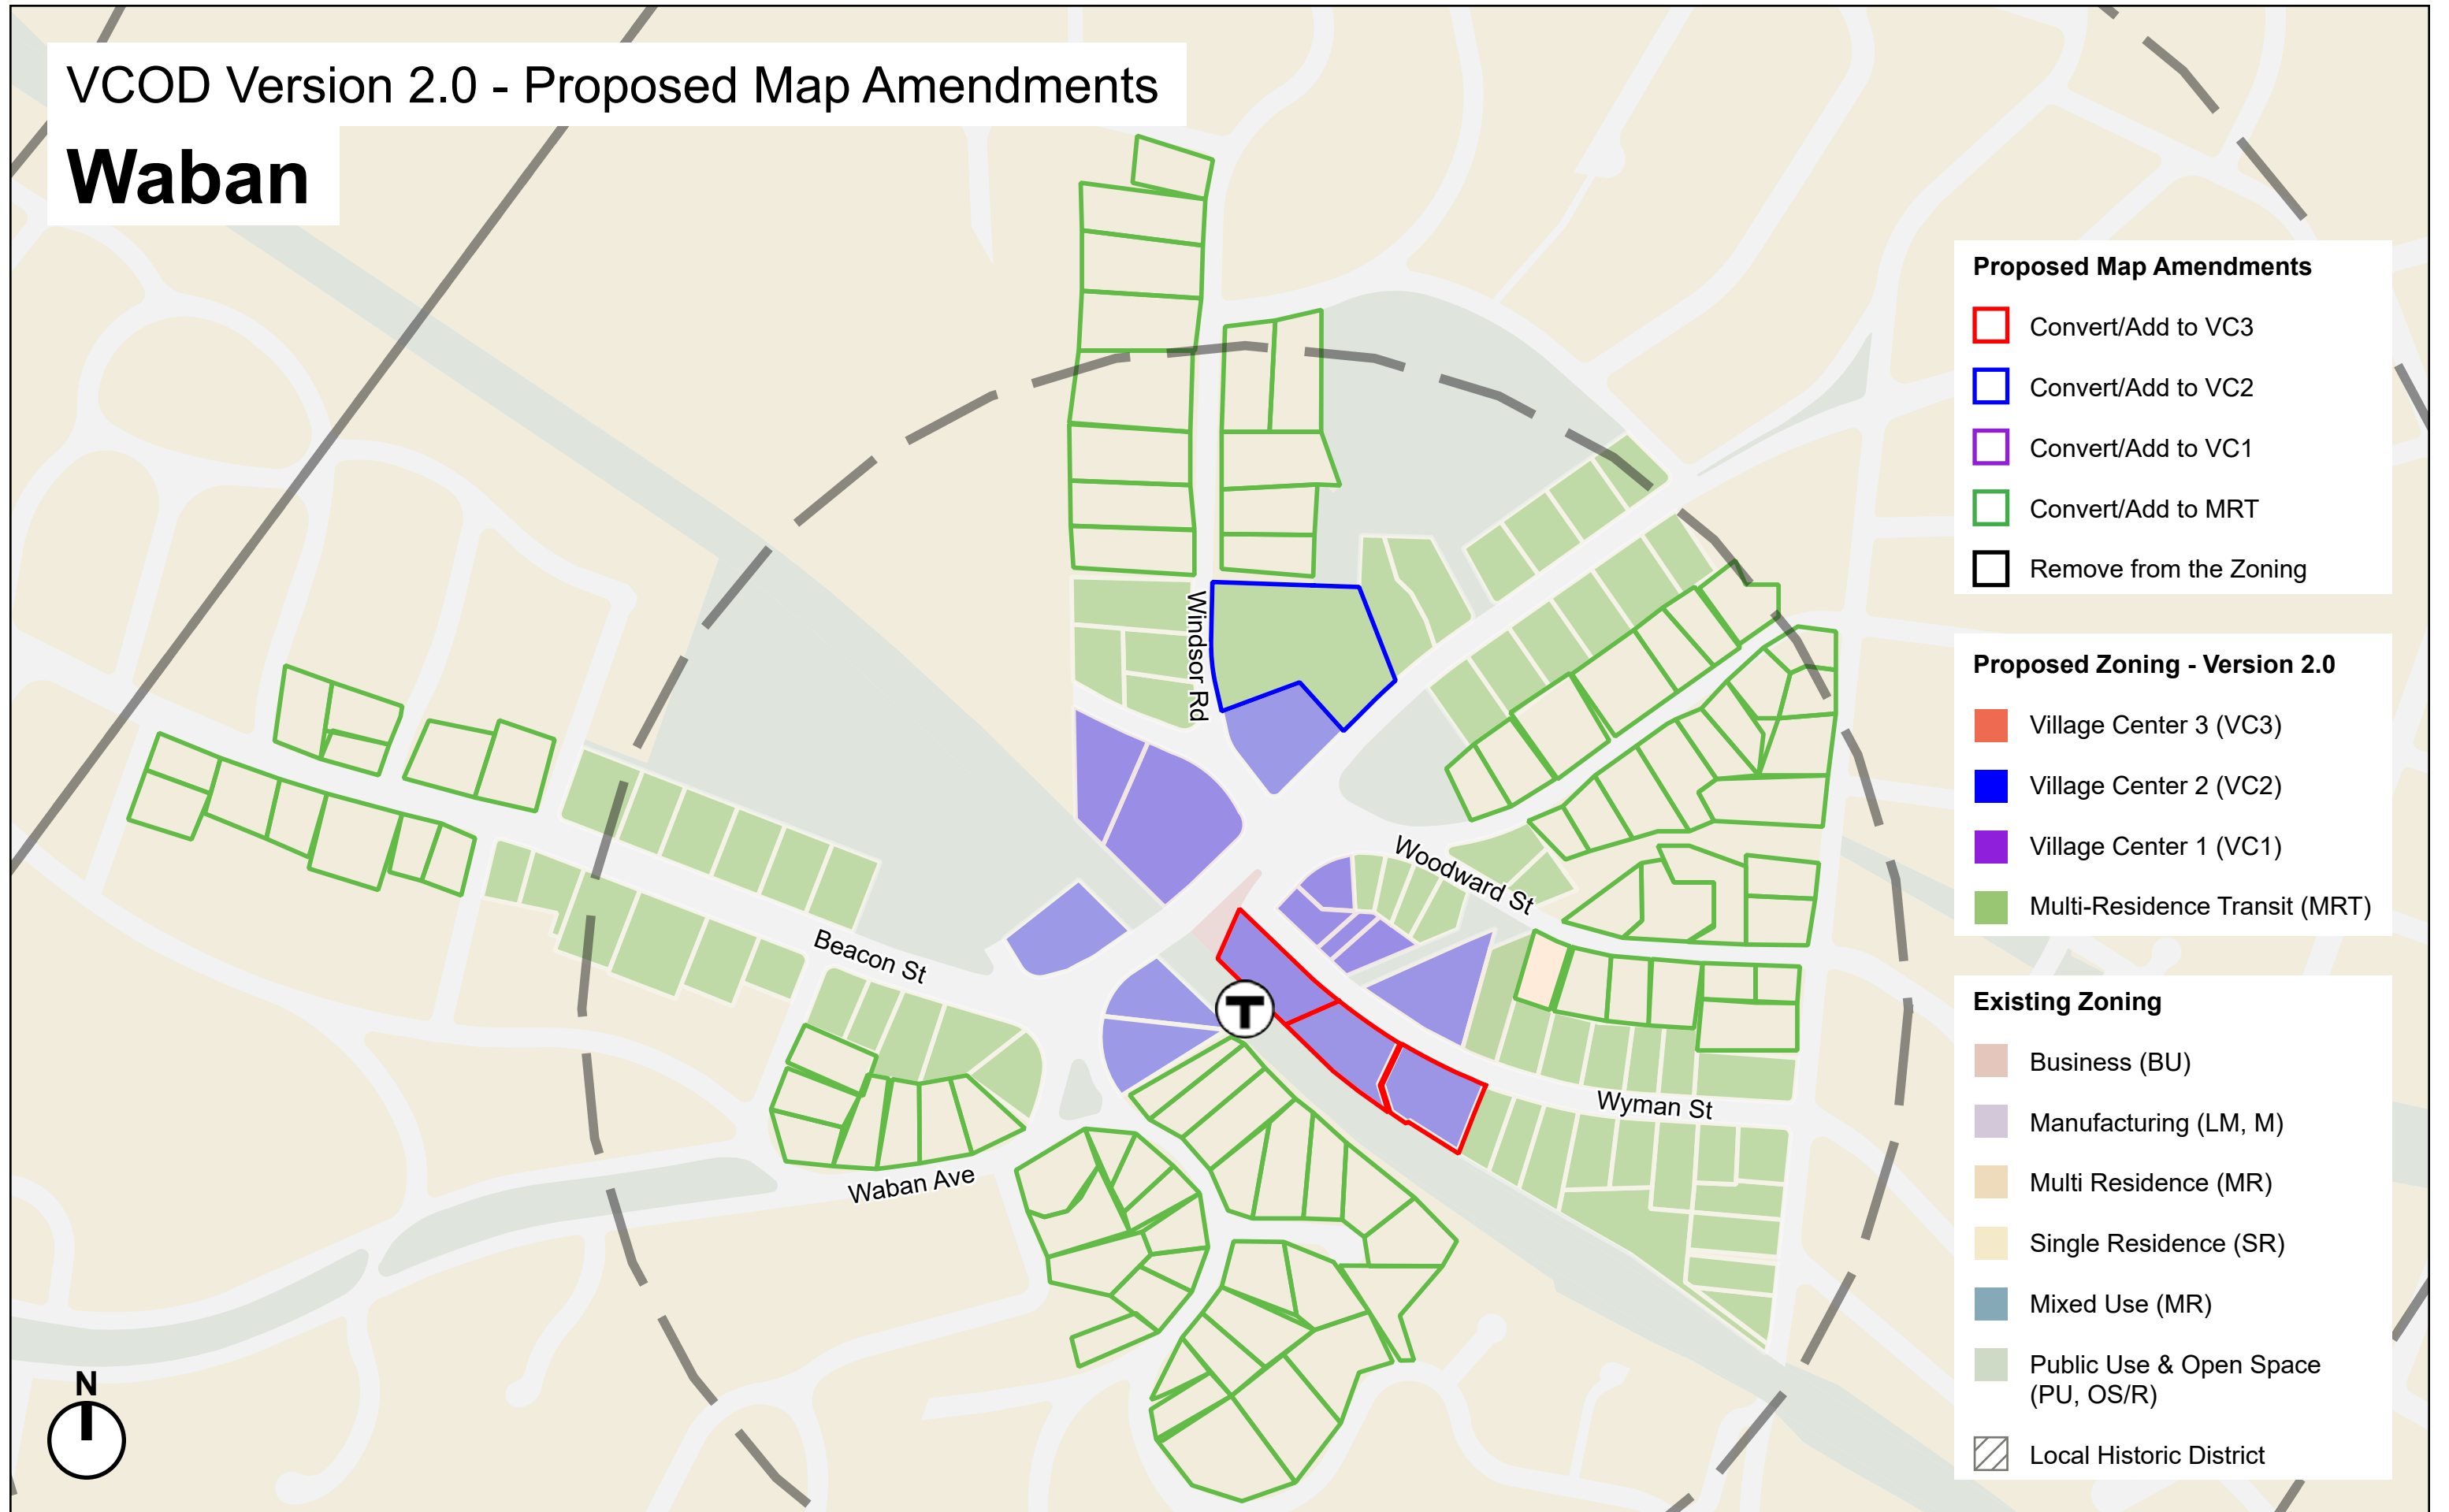 VCOD Version 2.0 - Proposed Map Amendments
Waban
Proposed Map Amendments
Convert/Add to VC3
Convert/Add to VC2
Convert/Add to VC1
Convert/Add to MRT
Remove from the Zoning
Proposed Zoning - Version 2.0
Village Center 3 (VC3)
Village Center 2 (VC2)
Village Center 1 (VC1)
Multi-Residence Transit (MRT)
Existing Zoning
Business (BU)
Manufacturing (LM, M)
Multi Residence (MR)
Single Residence (SR)
Mixed Use (MR)
Public Use & Open Space
(PU, OS/R)
Local Historic District
Windsor Rd
Woodward St
Beacon St
T
Wyman St
Waban Ave
N